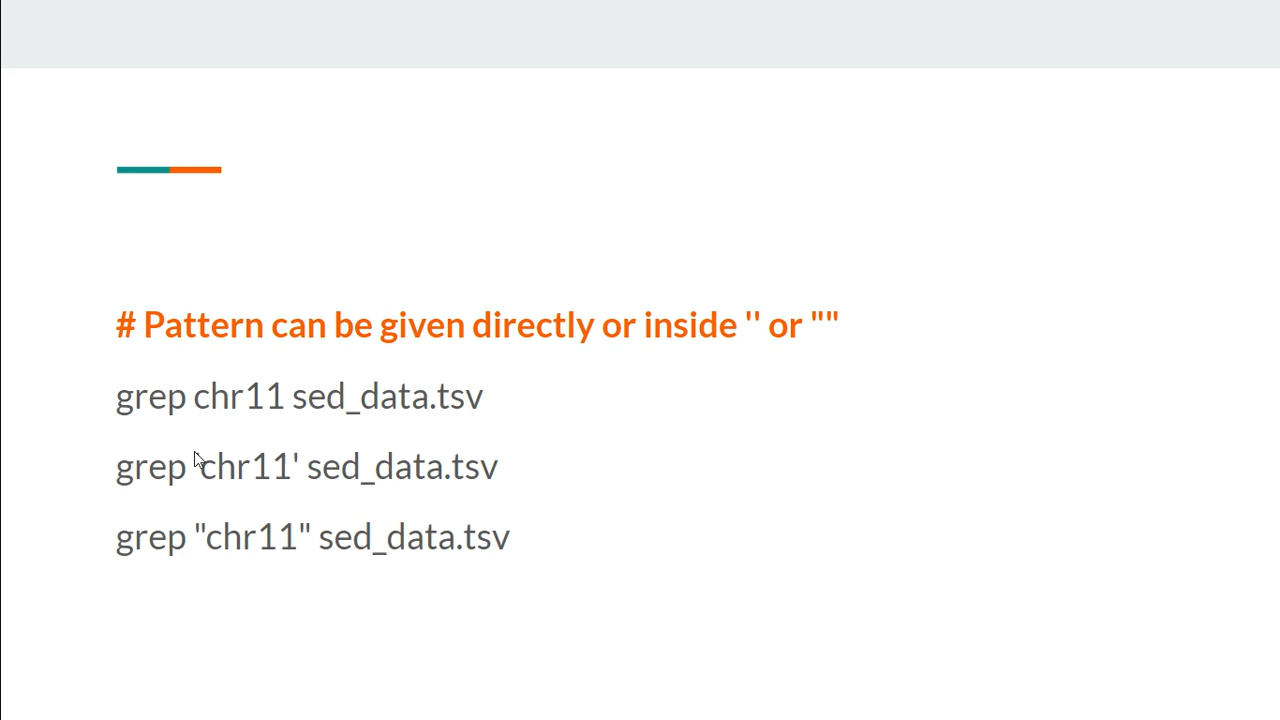 # Pattern can be given directly or inside '' or ""
grep chr11 sed_data.tsv
grep 'chr11' sed_data.tsv
grep "chr11" sed_data.tsv